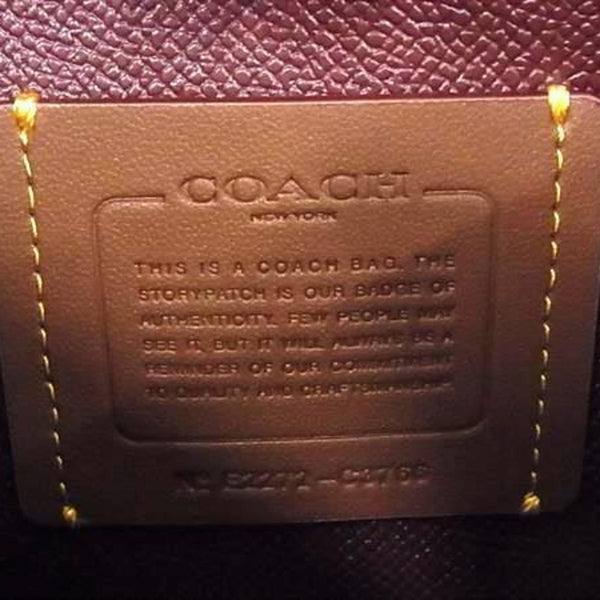 COACH
NEW YORK
THIS IS A COACH BAG. THE
STORYPATCH IS OUR BADGE OF
AUTHENTICITY. FEW PEOPLE MAY
SEE IT, BUT IT WILL ALWAYS BE A
REMINDER OF OUR COMMITMENT
TO QUALITY AND CRAFTSMANSHIP
Nº